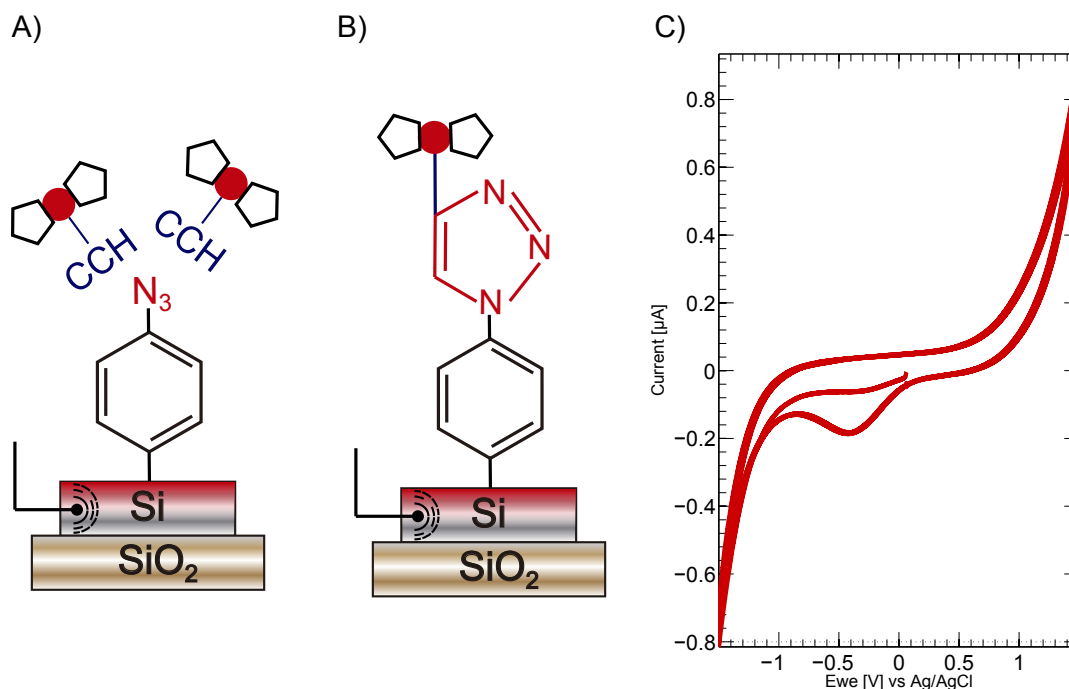 A)
B)
C)
CCH
CCH
N₃
Si
SiO₂
N
N
N
Si
SiO₂
0.8
0.6
0.4
0.2
0
−0.2
−0.4
−0.6
−0.8
Current [µA]
−1
−0.5
0
0.5
1
Ewe [V] vs Ag/AgCl